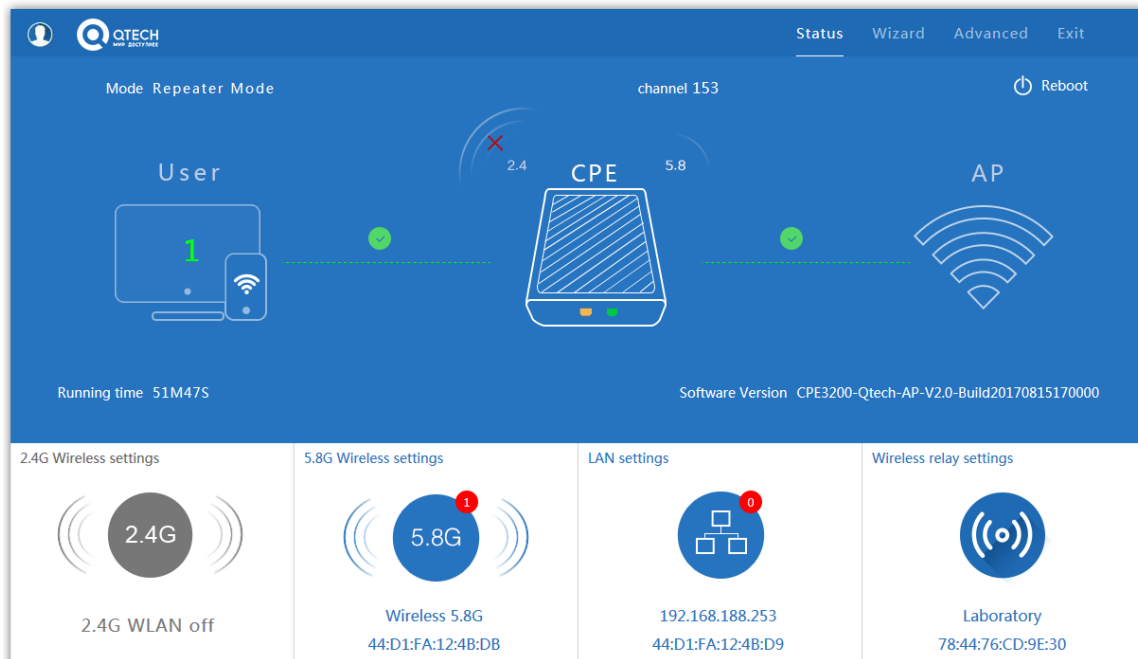 QTECH
МИР ДОСТУПНЕЕ
Status Wizard Advanced Exit
Mode Repeater Mode
channel 153
Reboot
2.4
CPE
5.8
User
AP
1
Running time 51M47S
Software Version CPE3200-Qtech-AP-V2.0-Build20170815170000
2.4G Wireless settings
5.8G Wireless settings
LAN settings
Wireless relay settings
2.4G
1
5.8G
0
2.4G WLAN off
Wireless 5.8G
44:D1:FA:12:4B:DB
192.168.188.253
44:D1:FA:12:4B:D9
Laboratory
78:44:76:CD:9E:30